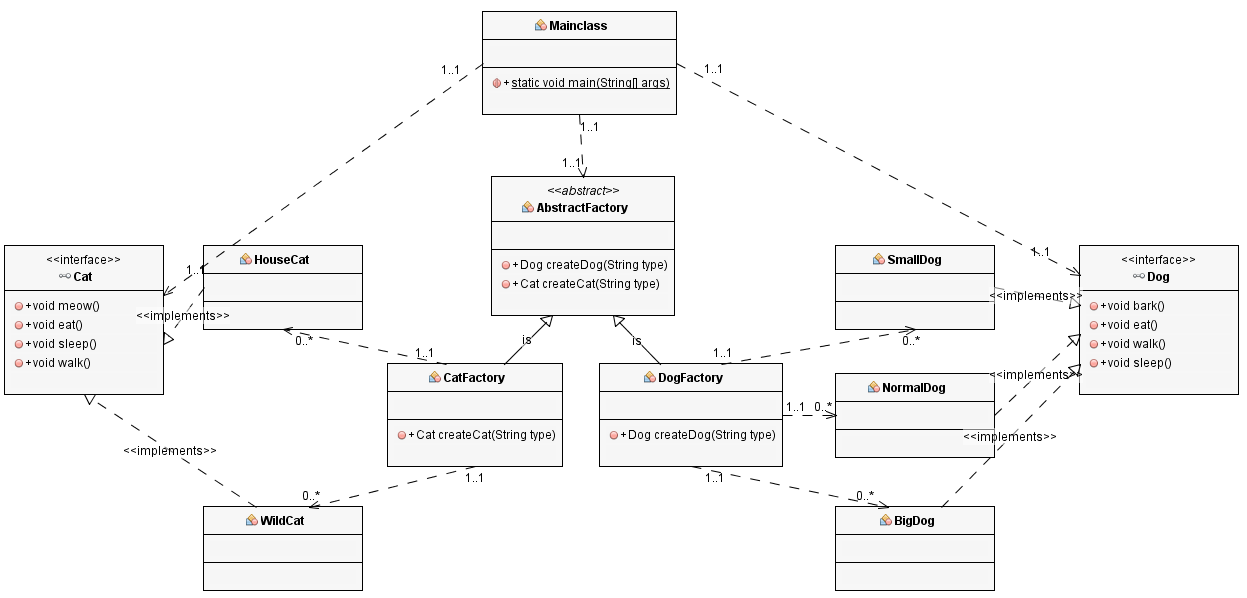 Mainclass
+ static void main(String[] args)
1..1
1..1
1..1
1..1
<<abstract>>
AbstractFactory
+ Dog createDog(String type)
+ Cat createCat(String type)
<<interface>>
Cat
+void meow()
+void eat()
+void sleep()
+void walk()
1..1
HouseCat
<<implements>>
SmallDog
<<implements>>
1..1
<<interface>>
Dog
+void bark()
+void eat()
+void walk()
+void sleep()
0..*
1..1
is
is
1..1
0..*
CatFactory
+ Cat createCat(String type)
DogFactory
+ Dog createDog(String type)
1..1
0..*
NormalDog
<<implements>>
<<implements>>
<<implements>>
0..*
1..1
1..1
0..*
WildCat
BigDog